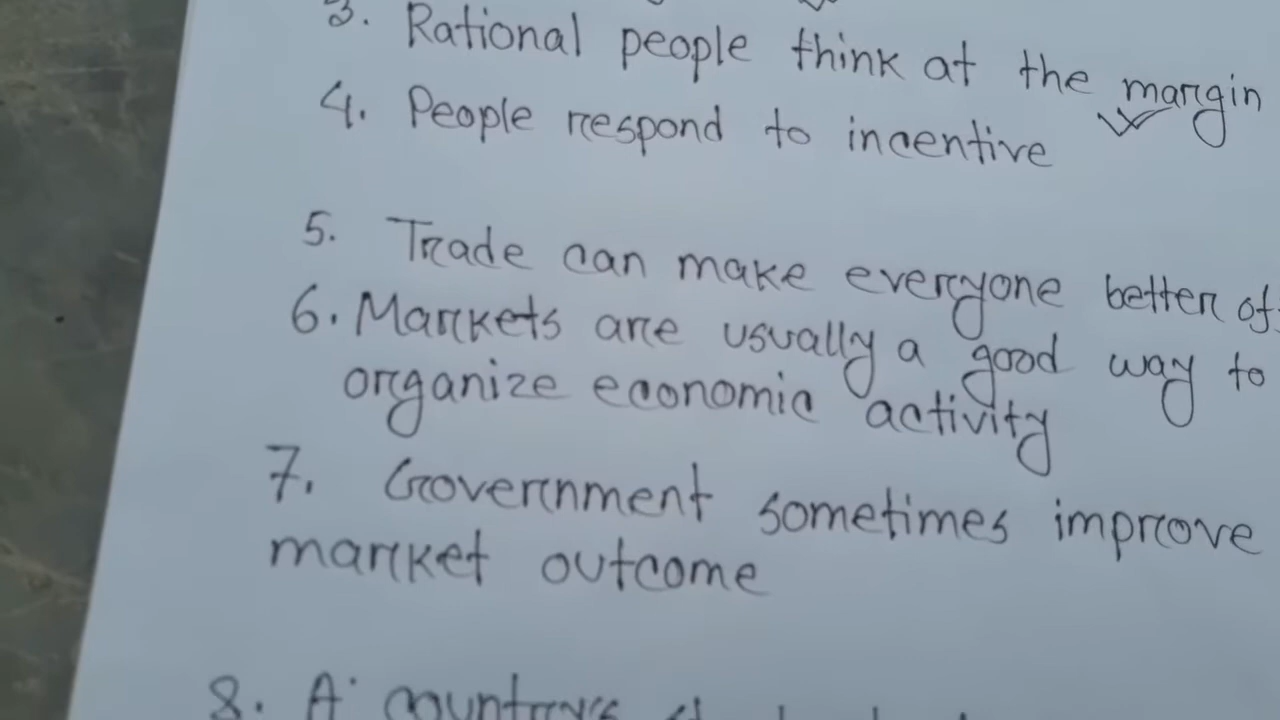 3. Rational people think at the margin
4. People respond to incentive
5. Trade can make everyone better of
6. Markets are usually a good way to
organize economic activity
7. Government sometimes improve
market outcome
8. A country's